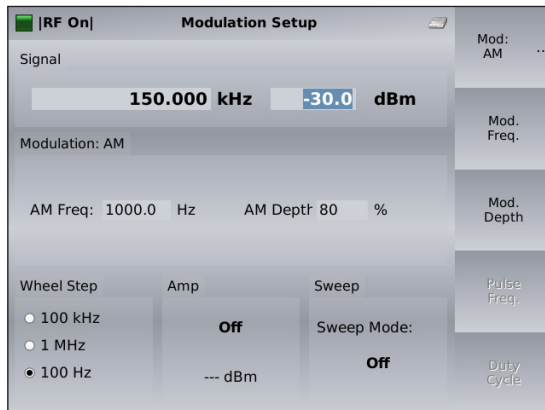 |RF On| Modulation Setup
Signal
150.000 kHz -30.0 dBm
Modulation: AM
AM Freq: 1000.0 Hz AM Depth 80 %
Wheel Step Amp Sweep
100 kHz
1 MHz
100 Hz
Off
--- dBm
Sweep Mode:
Off
Mod:
AM ..
Mod.
Freq.
Mod.
Depth
Pulse
Freq.
Duty
Cycle